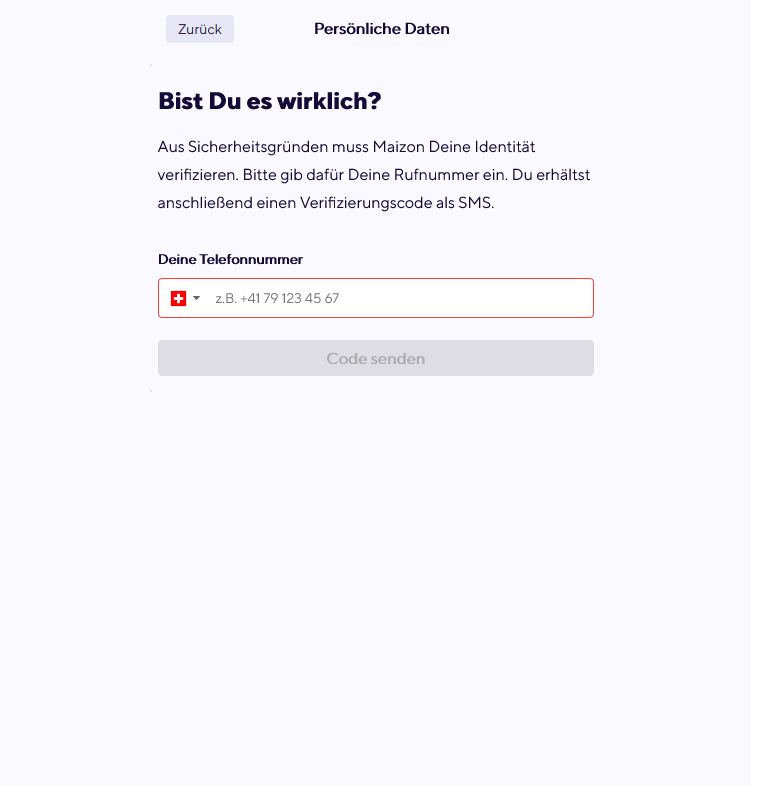 Zurück
Persönliche Daten
Bist Du es wirklich?
Aus Sicherheitsgründen muss Maizon Deine Identität
verifizieren. Bitte gib dafür Deine Rufnummer ein. Du erhältst
anschließend einen Verifizierungscode als SMS.
Deine Telefonnummer
z.B. +41 79 123 45 67
Code senden